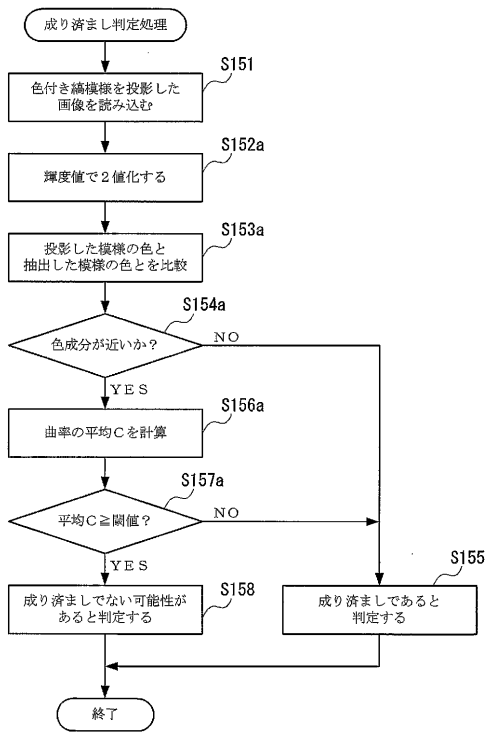 成り済まし判定処理
S151
色付き縞模様を投影した
画像を読み込む
S152a
輝度値で2値化する
S153a
投影した模様の色と
抽出した模様の色とを比較
S154a
色成分が近いか？
NO
YES
S156a
曲率の平均Cを計算
S157a
平均C≧閾値？
NO
YES
S158
成り済ましでない可能性が
あると判定する
S155
成り済ましであると
判定する
終了